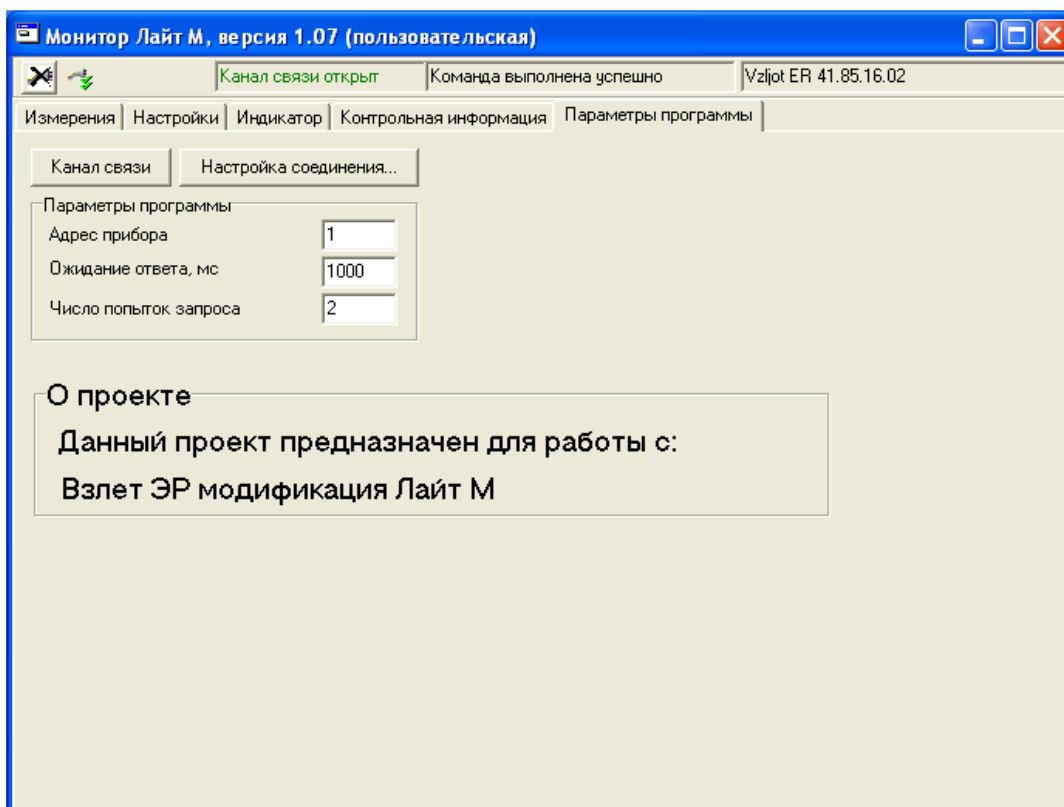 Монитор Лайт М, версия 1.07 (пользовательская)
Канал связи открыт Команда выполнена успешно Vzljot ER 41.85.16.02
Измерения Настройки Индикатор Контрольная информация Параметры программы
Канал связи Настройка соединения...
Параметры программы
Адрес прибора 1
Ожидание ответа, мс 1000
Число попыток запроса 2
О проекте
Данный проект предназначен для работы с:
Взлет ЭР модификация Лайт М